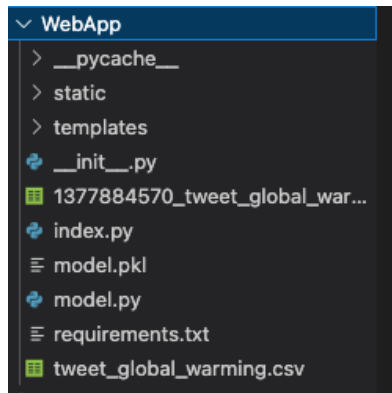 WebApp
__pycache__
static
templates
__init__.py
1377884570_tweet_global_war...
index.py
model.pkl
model.py
requirements.txt
tweet_global_warming.csv